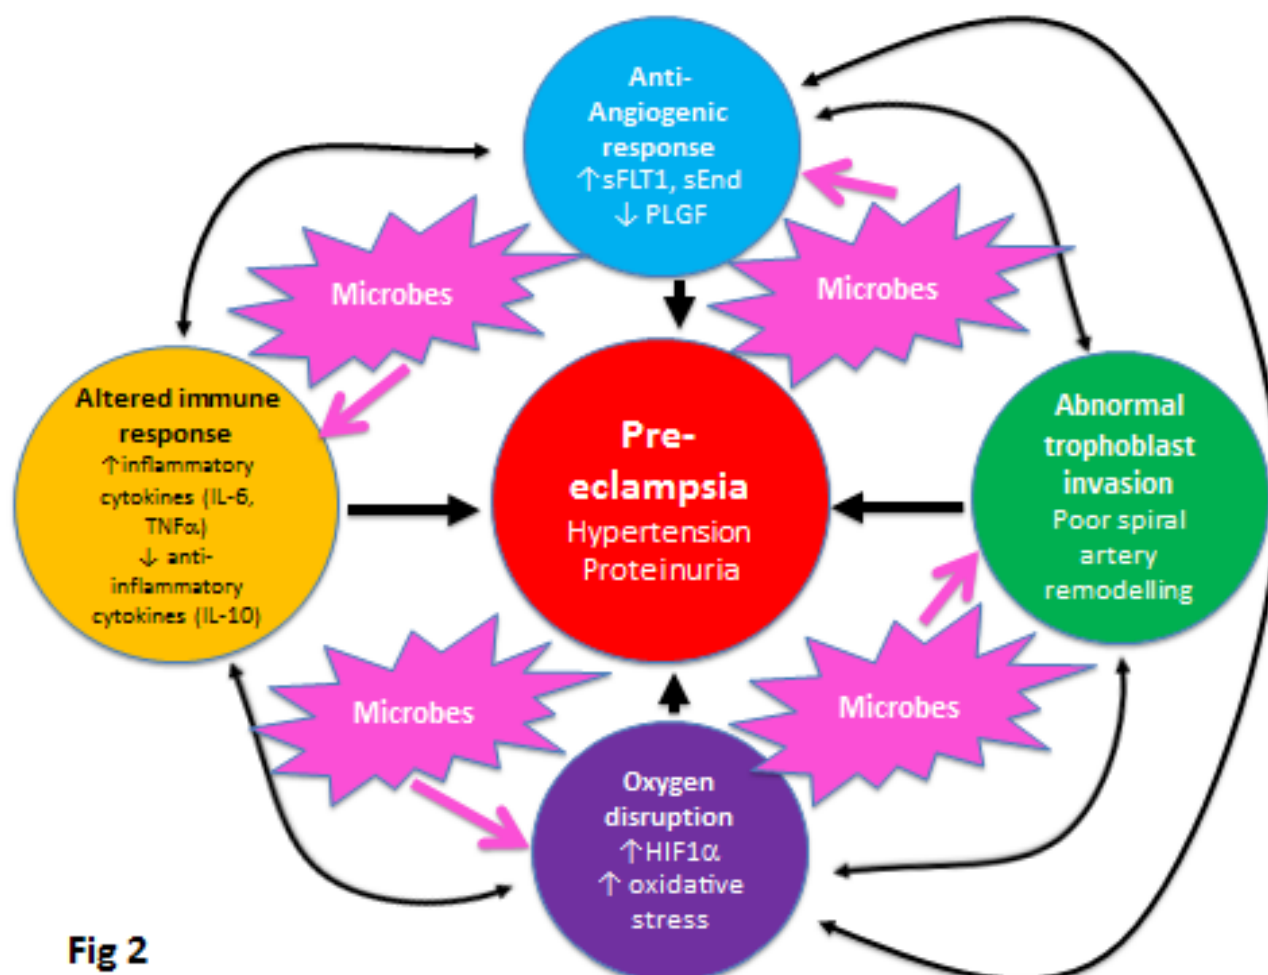 Anti-
Angiogenic
response
↑sFLT1, sEnd
↓ PLGF
Microbes
Microbes
Altered immune
response
↑inflammatory
cytokines (IL-6,
TNFα)
↓ anti-
inflammatory
cytokines (IL-10)
Pre-
eclampsia
Hypertension
Proteinuria
Abnormal
trophoblast
invasion
Poor spiral
artery
remodelling
Microbes
Microbes
Oxygen
disruption
↑HIF1α
↑ oxidative
stress
Fig 2